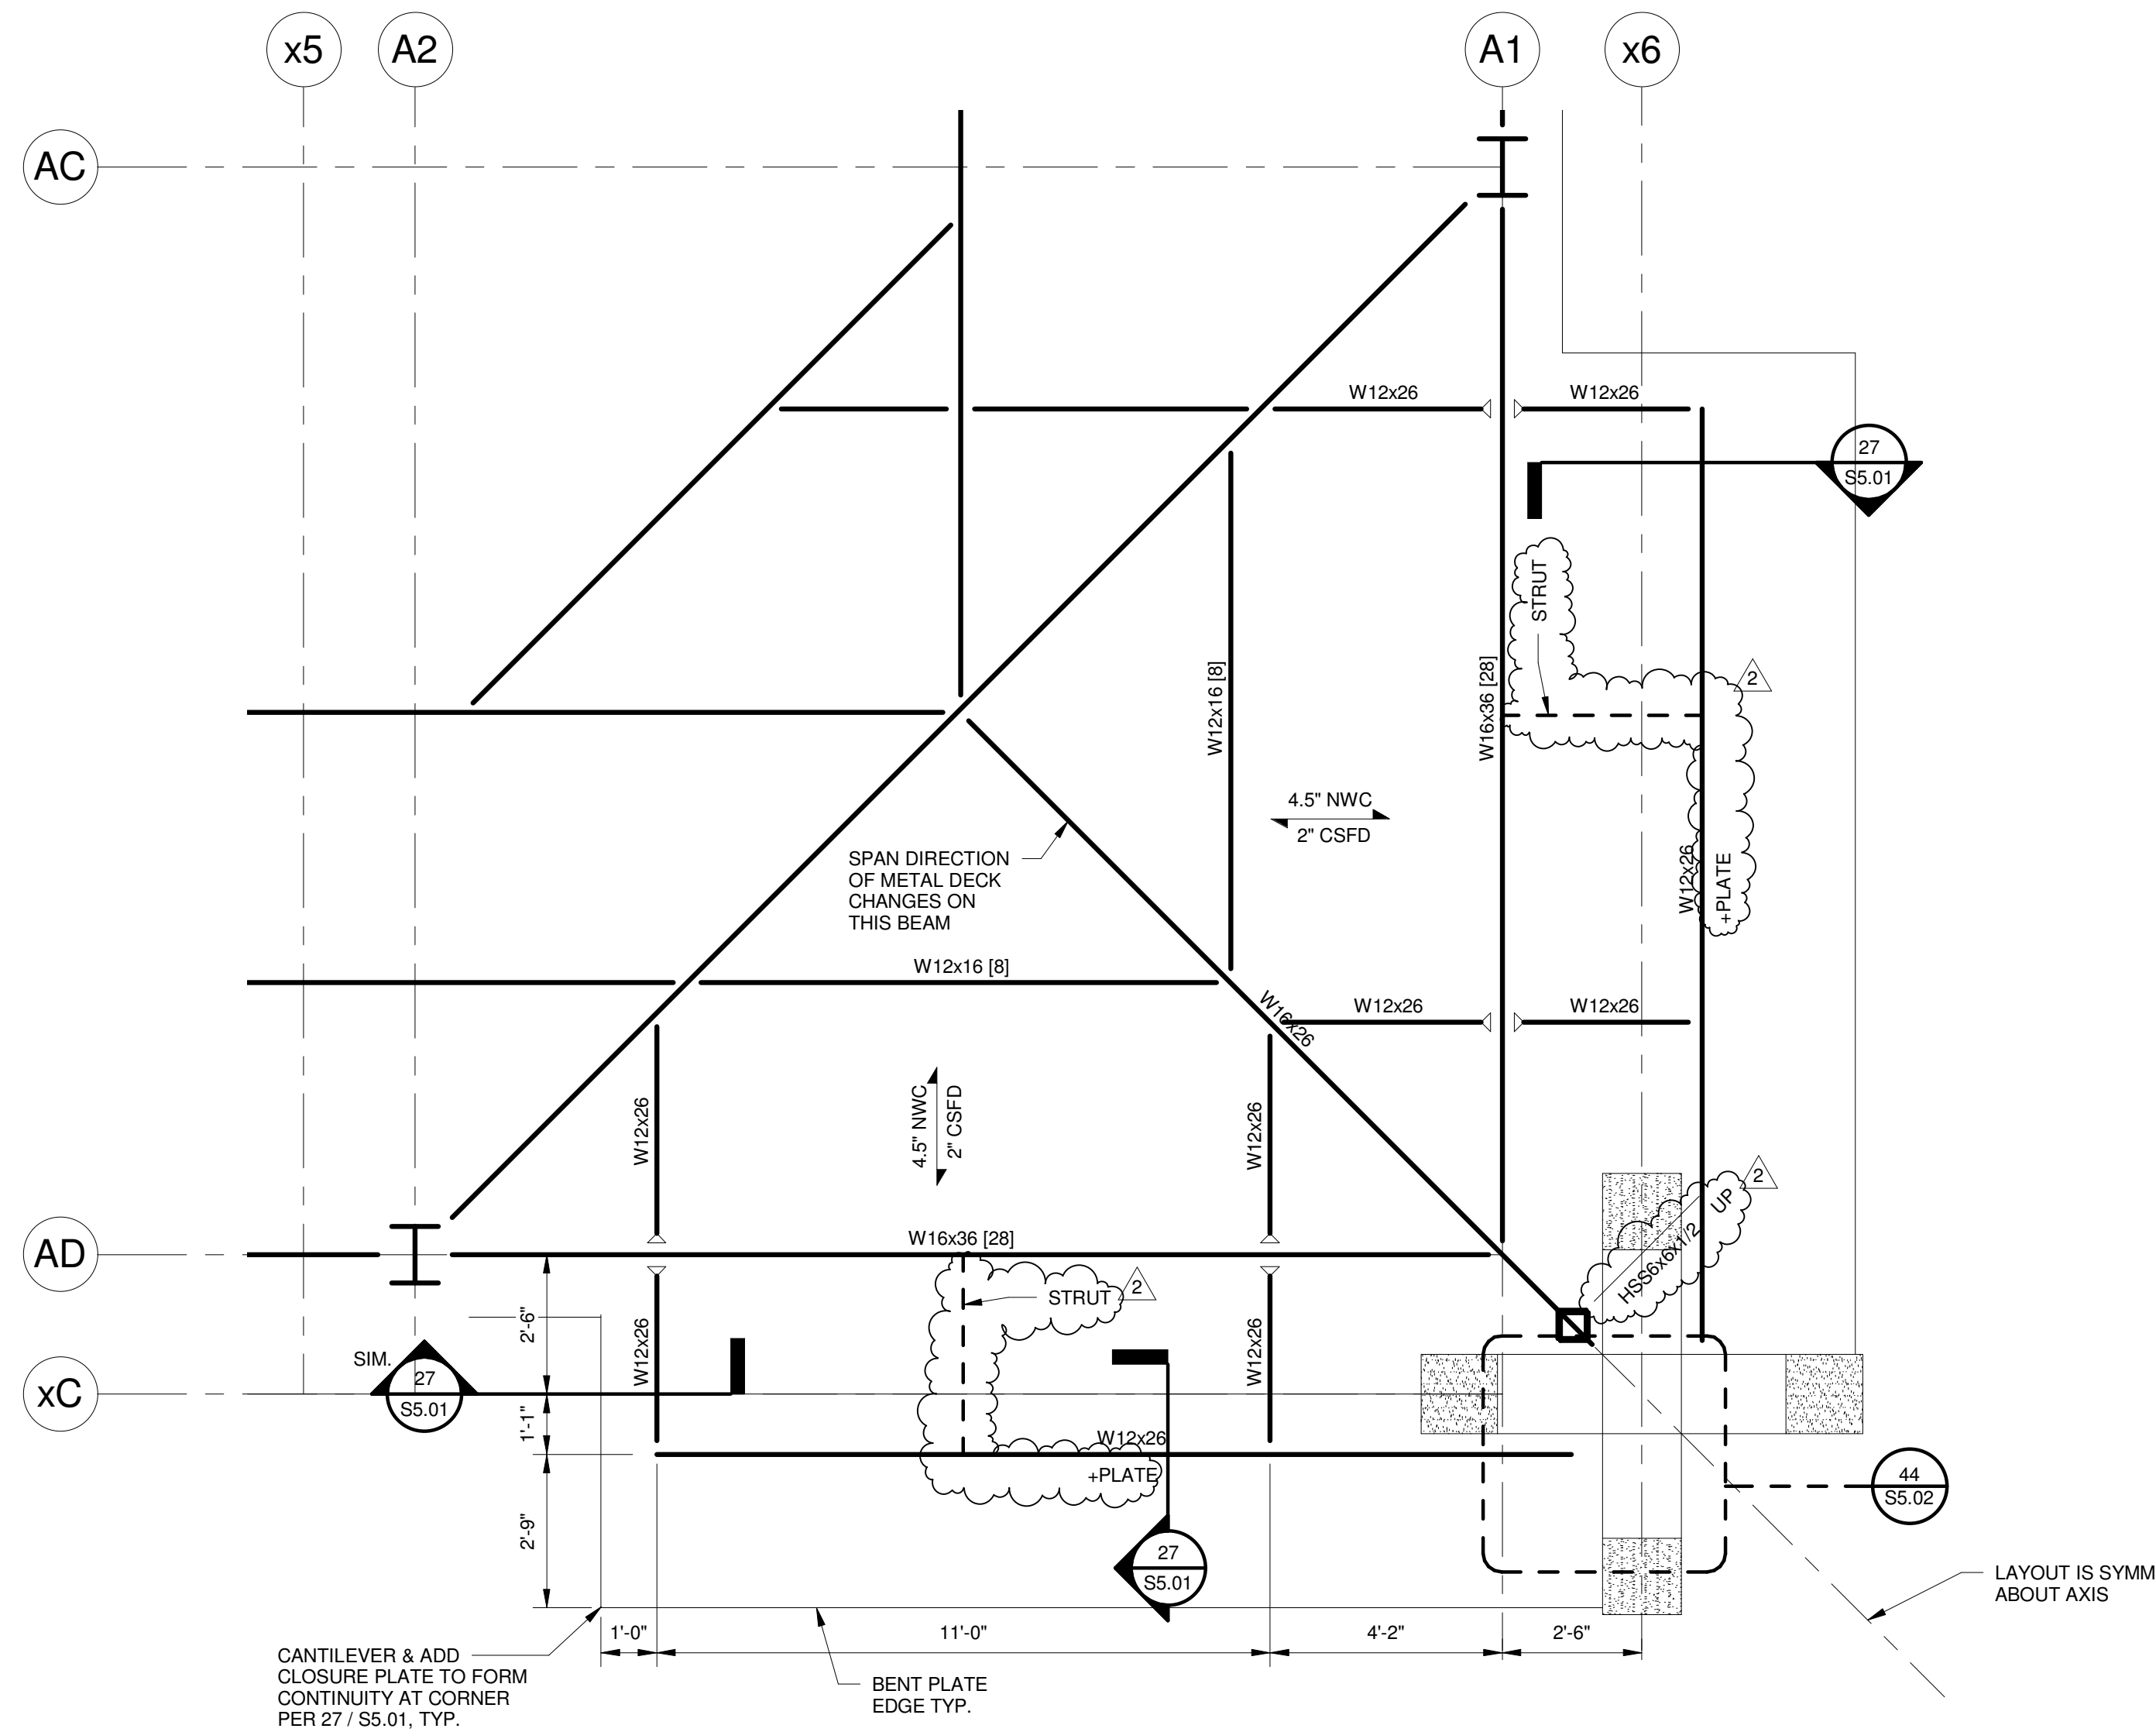 x5
A2
A1
x6
AC
W12x26
W12x26
27
S5.01
STRUT
2
W12x16 [8]
W16x36 [28]
4.5" NWC
2" CSFD
SPAN DIRECTION
OF METAL DECK
CHANGES ON
THIS BEAM
W12x26
+PLATE
W12x16 [8]
W16x26
W12x26
W12x26
4.5" NWC
2" CSFD
W12x26
W12x26
2
HSS6x6x1/2 UP
AD
W16x36 [28]
2
STRUT
2'-6"
W12x26
W12x26
SIM.
27
S5.01
xC
1'-1"
W12x26
+PLATE
2'-9"
44
S5.02
27
S5.01
LAYOUT IS SYMM
ABOUT AXIS
1'-0"
11'-0"
4'-2"
2'-6"
CANTILEVER & ADD
CLOSURE PLATE TO FORM
CONTINUITY AT CORNER
PER 27 / S5.01, TYP.
BENT PLATE
EDGE TYP.